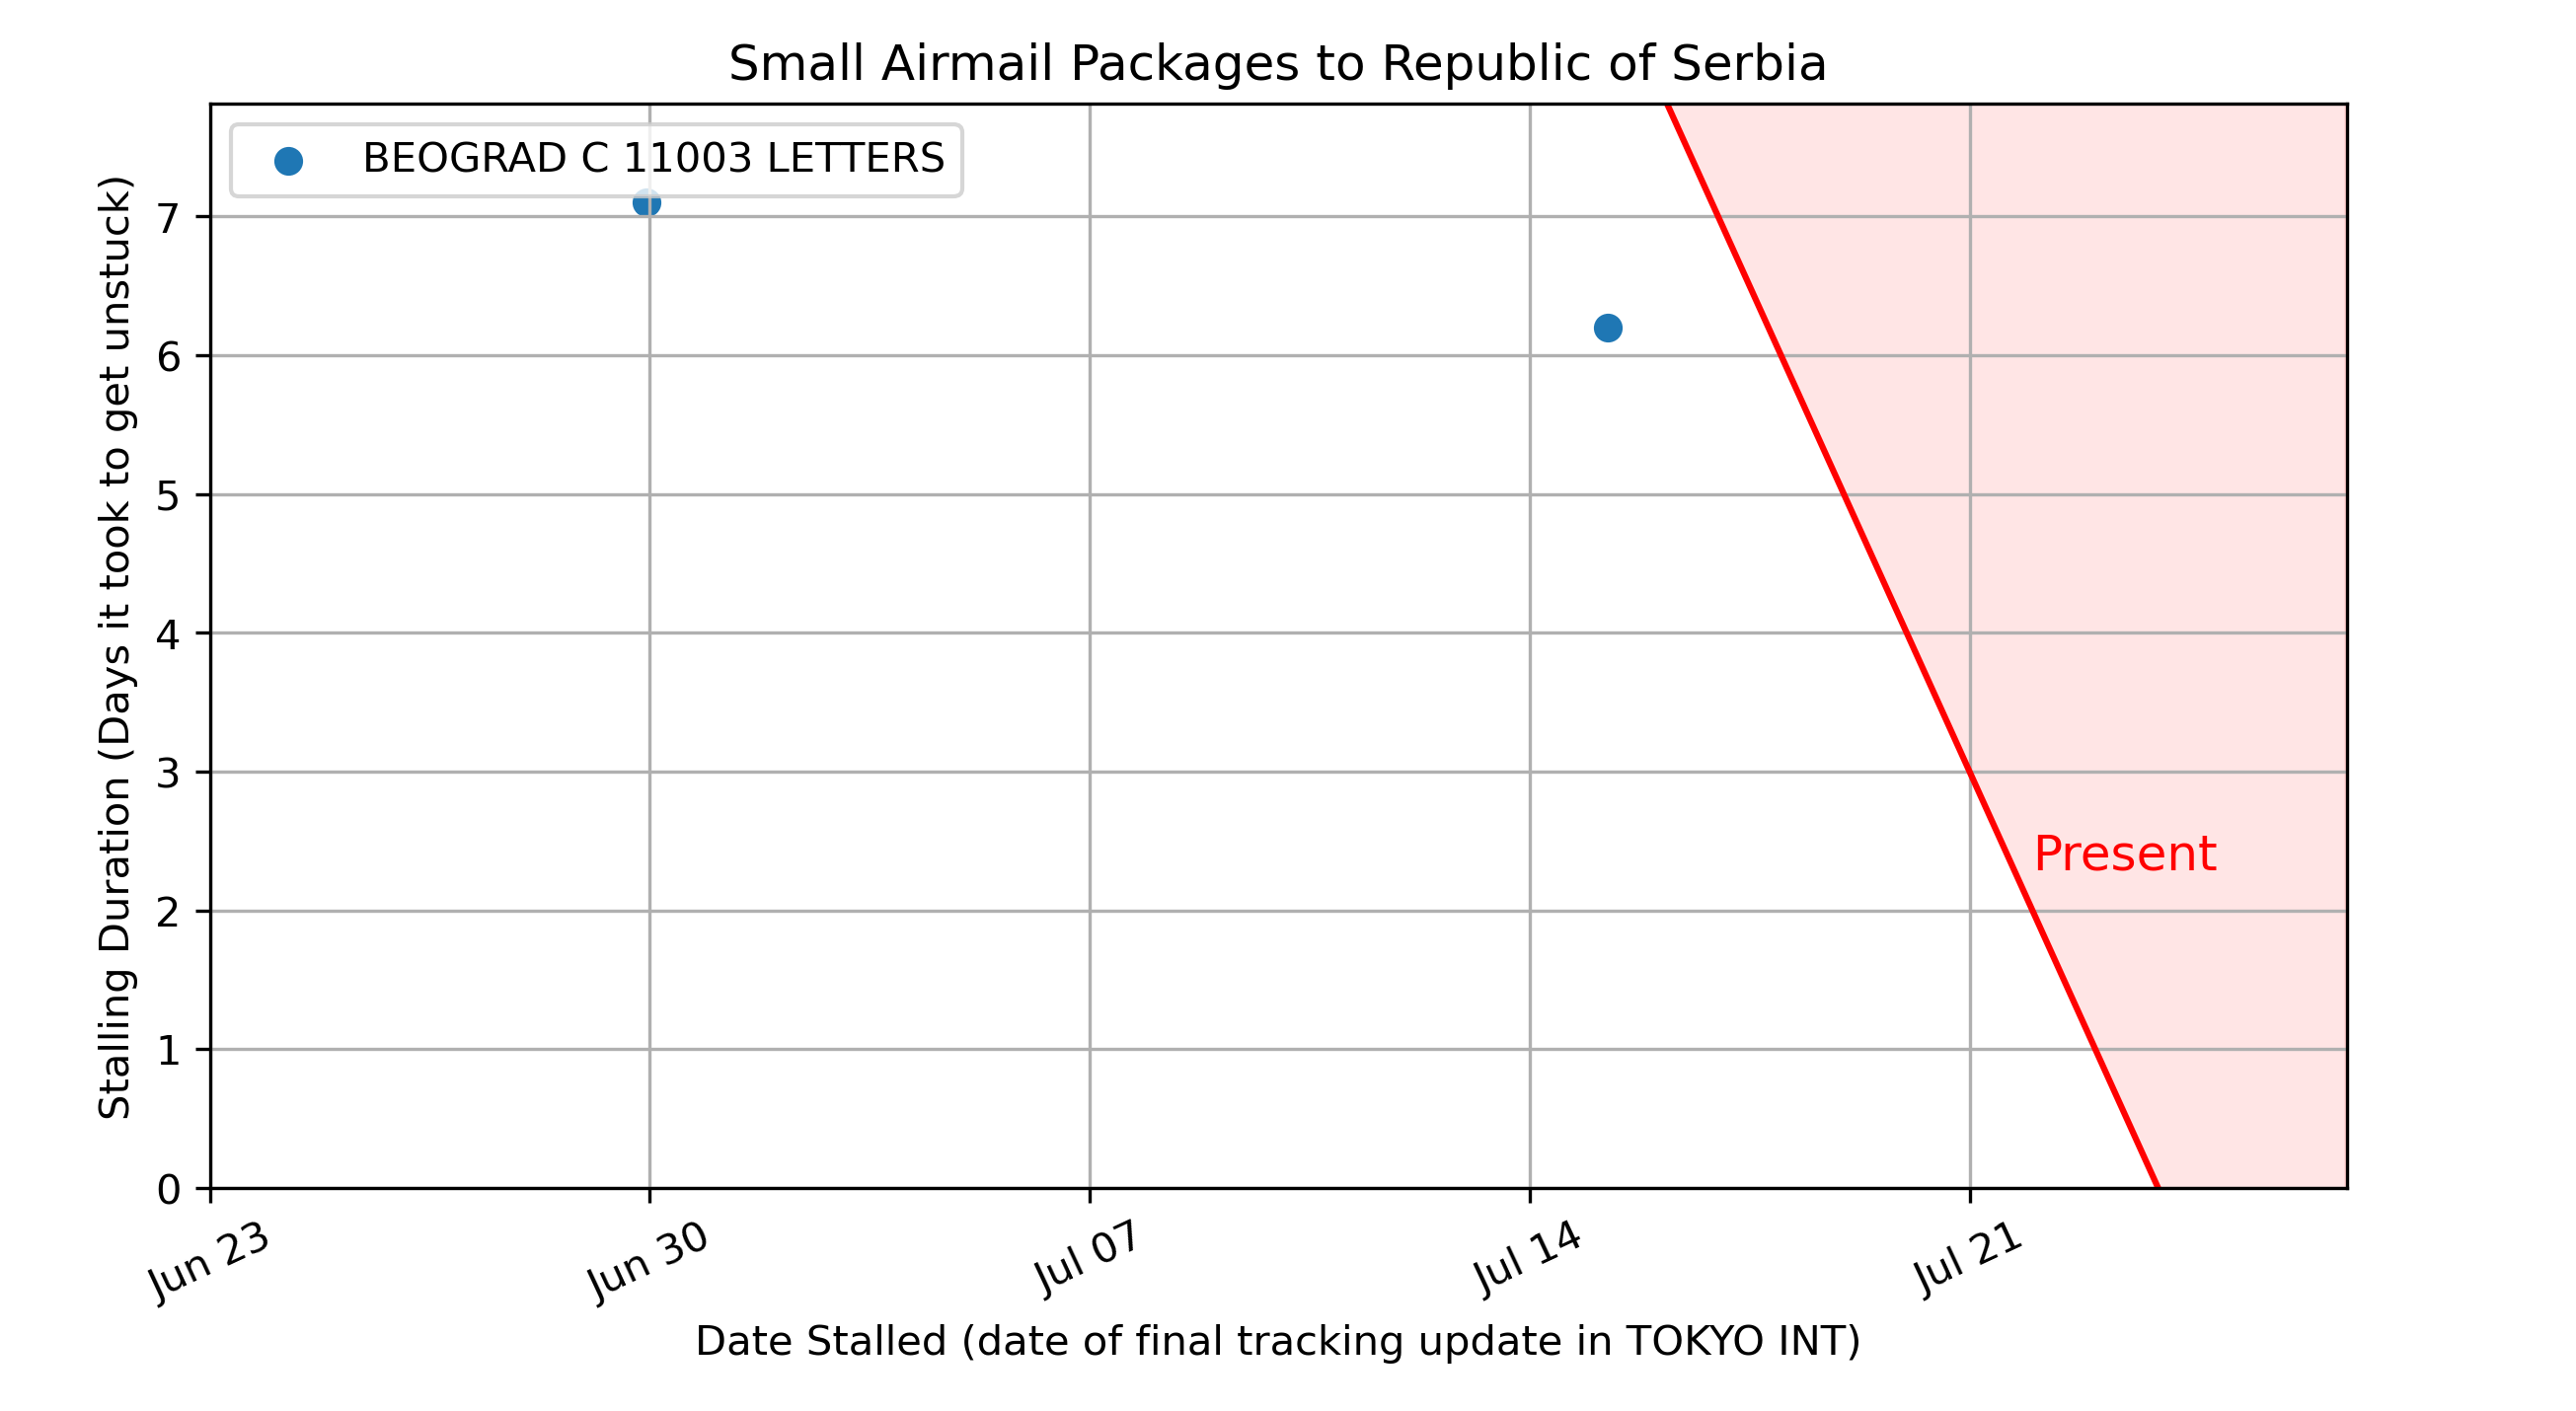 Small Airmail Packages to Republic of Serbia
BEOGRAD C 11003 LETTERS
Stalling Duration (Days it took to get unstuck)
7
6
5
4
3
2
1
0
Present
Jun 23
Jun 30
Jul 07
Jul 14
Jul 21
Date Stalled (date of final tracking update in TOKYO INT)